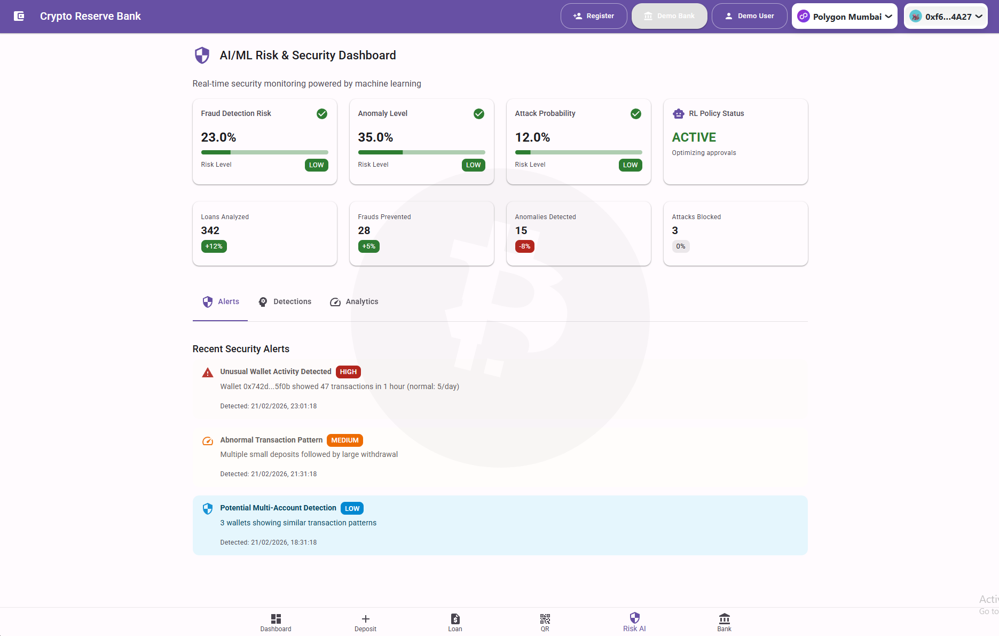 Crypto Reserve Bank
Register
Demo Bank
Demo User
Polygon Mumbai
0xf6...4A27
AI/ML Risk & Security Dashboard
Real-time security monitoring powered by machine learning
Fraud Detection Risk
23.0%
Risk Level
LOW
Anomaly Level
35.0%
Risk Level
LOW
Attack Probability
12.0%
Risk Level
LOW
RL Policy Status
ACTIVE
Optimizing approvals
Loans Analyzed
342
+12%
Frauds Prevented
28
+5%
Anomalies Detected
15
-8%
Attacks Blocked
3
0%
Alerts
Detections
Analytics
Recent Security Alerts
Unusual Wallet Activity Detected
HIGH
Wallet 0x742d...5f0b showed 47 transactions in 1 hour (normal: 5/day)
Detected: 21/02/2026, 23:01:18
Abnormal Transaction Pattern
MEDIUM
Multiple small deposits followed by large withdrawal
Detected: 21/02/2026, 21:31:18
Potential Multi-Account Detection
LOW
3 wallets showing similar transaction patterns
Detected: 21/02/2026, 18:31:18
Go to
Dashboard
Deposit
Loan
QR
Risk AI
Bank